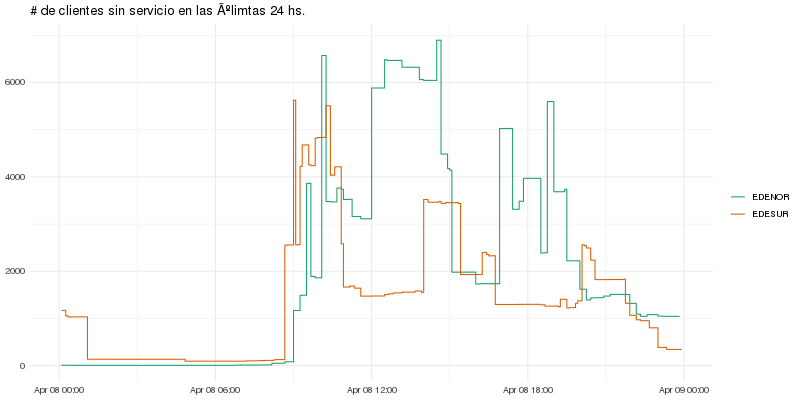 # de clientes sin servicio en las Ãºlimtas 24 hs.
6000
4000
2000
0
Apr 08 00:00
Apr 08 06:00
Apr 08 12:00
Apr 08 18:00
Apr 09 00:00
EDENOR
EDESUR